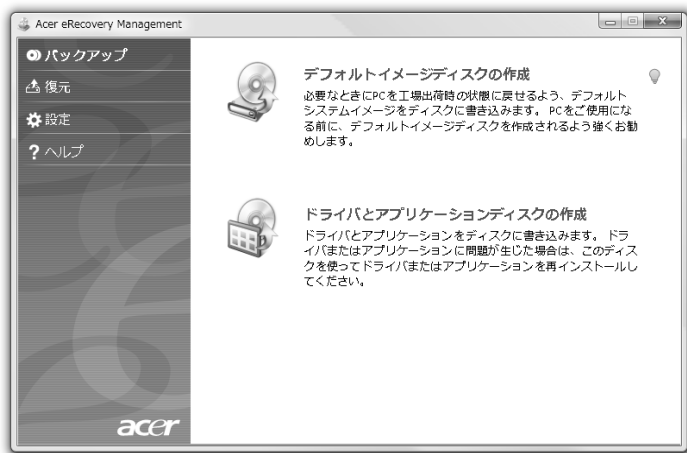 Acer eRecovery Management
バックアップ
復元
設定
? ヘルプ
デフォルトイメージディスクの作成
必要なときにPCを工場出荷時の状態に戻せるよう、デフォルト
システムイメージをディスクに書き込みます。 PCをご使用にな
る前に、デフォルトイメージディスクを作成されるよう強くお勧
めします。
ドライバとアプリケーションディスクの作成
ドライバとアプリケーションをディスクに書き込みます。 ドラ
イバまたはアプリケーションに問題が生じた場合は、このディス
クを使ってドライバまたはアプリケーションを再インストールし
てください。
acer